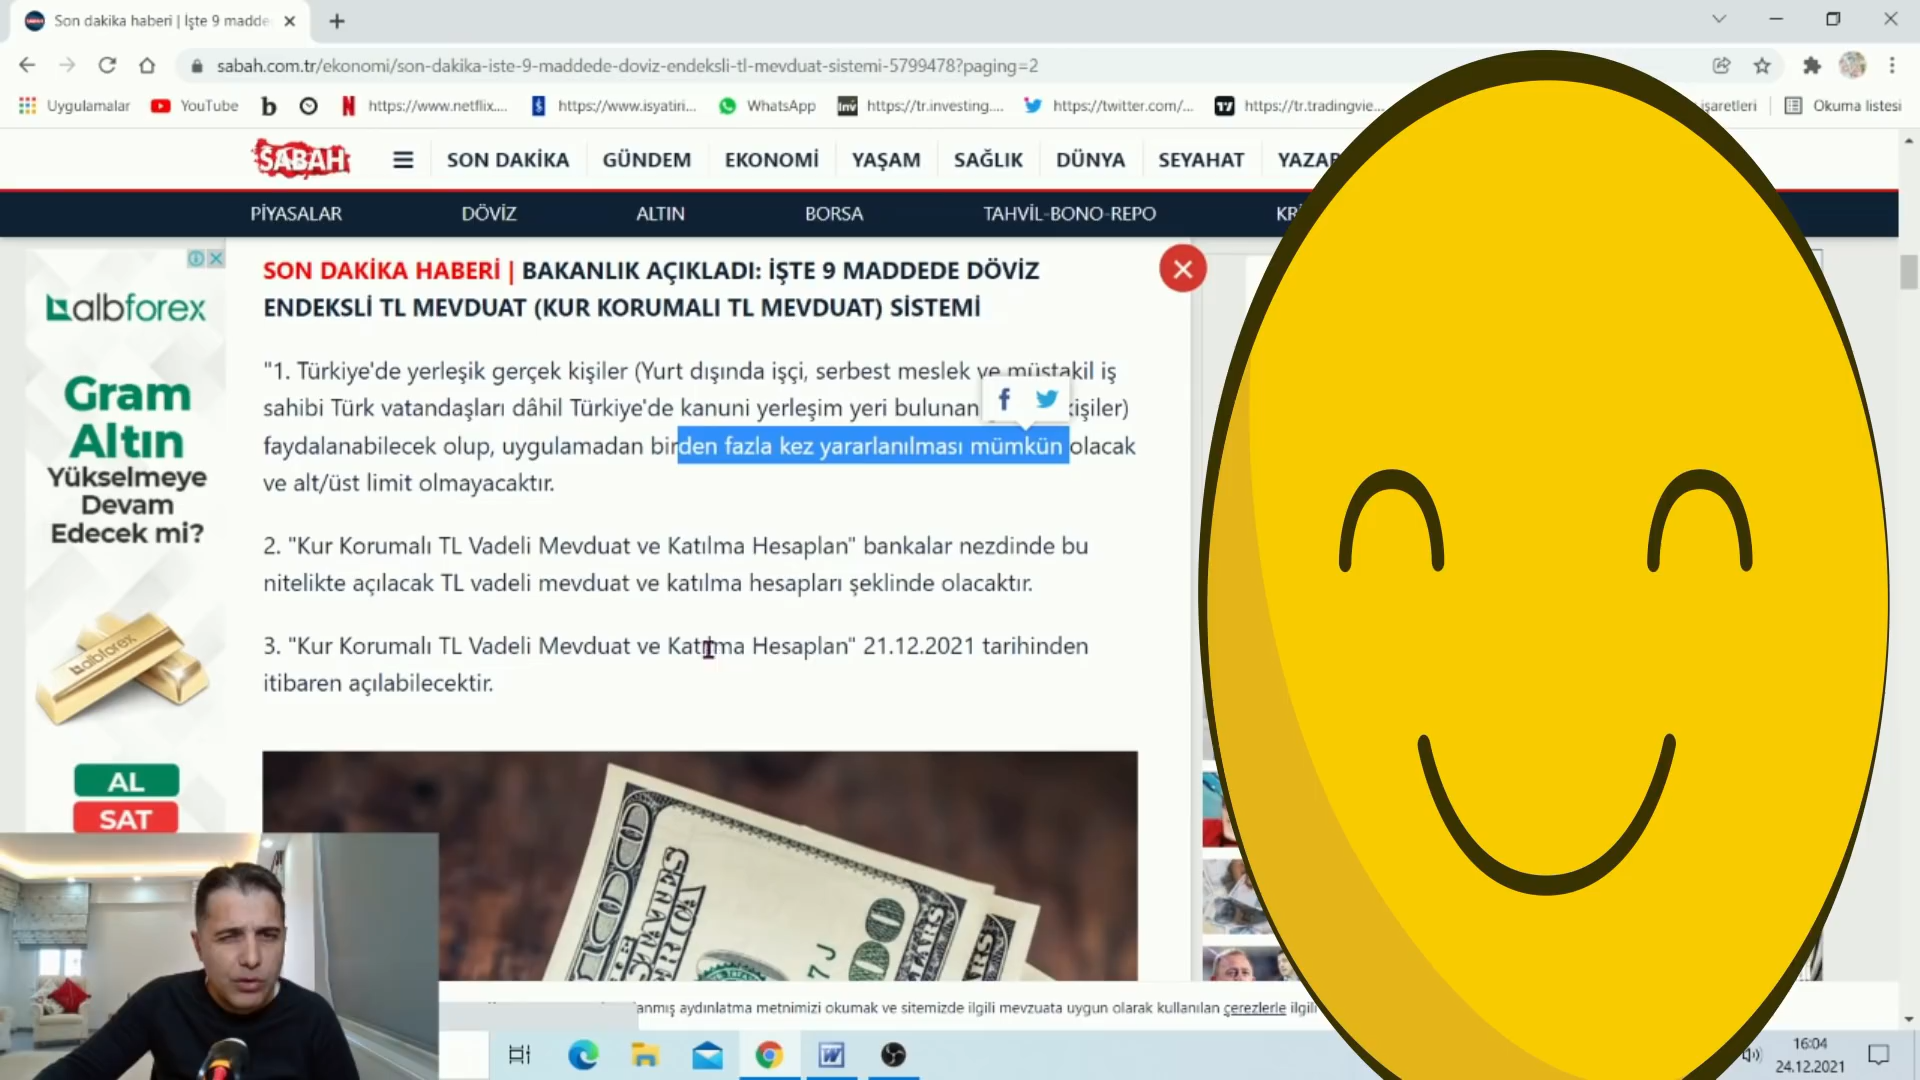 Son dakika haberi | İşte 9 madde
sabah.com.tr/ekonomi/son-dakika-iste-9-maddede-doviz-endeksli-tl-mevduat-sistemi-5799478?paging=2
Uygulamalar YouTube https://www.netflix.... https://www.isyatiri... WhatsApp https://tr.investing.... https://twitter.com/... https://tr.tradingvie... işaretleri Okuma listesi
SABAH SON DAKİKA GÜNDEM EKONOMİ YAŞAM SAĞLIK DÜNYA SEYAHAT YAZAR
PİYASALAR DÖVİZ ALTIN BORSA TAHVİL-BONO-REPO
SON DAKİKA HABERİ | BAKANLIK AÇIKLADI: İŞTE 9 MADDEDE DÖVİZ
ENDEKSLİ TL MEVDUAT (KUR KORUMALI TL MEVDUAT) SİSTEMİ
"1. Türkiye'de yerleşik gerçek kişiler (Yurt dışında işçi, serbest meslek ve müstakil iş
sahibi Türk vatandaşları dâhil Türkiye'de kanuni yerleşim yeri bulunan kişiler)
faydalanabilecek olup, uygulamadan birden fazla kez yararlanılması mümkün olacak
ve alt/üst limit olmayacaktır.
2. "Kur Korumalı TL Vadeli Mevduat ve Katılma Hesaplan" bankalar nezdinde bu
nitelikte açılacak TL vadeli mevduat ve katılma hesapları şeklinde olacaktır.
3. "Kur Korumalı TL Vadeli Mevduat ve Katılma Hesaplan" 21.12.2021 tarihinden
itibaren açılabilecektir.
albforex
Gram
Altın
Yükselmeye
Devam
Edecek mi?
albforex
AL
SAT
100
100
anmış aydınlatma metnimizi okumak ve sitemizde ilgili mevzuata uygun olarak kullanılan çerezlerle ilgili
16:04
24.12.2021